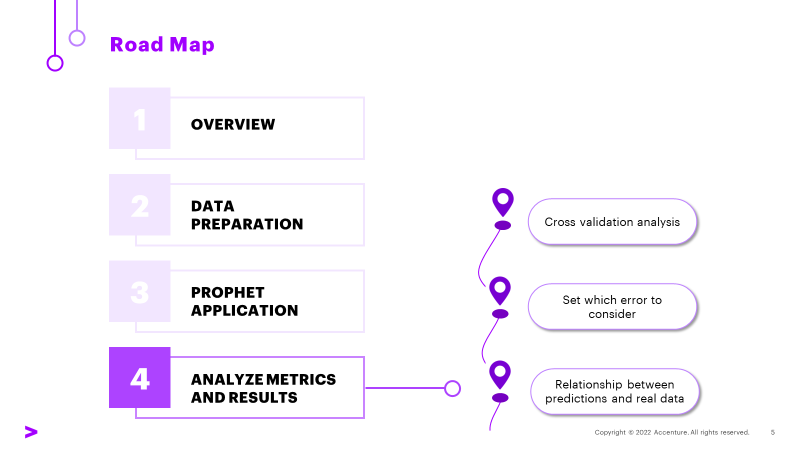 Road Map
1
OVERVIEW
2
DATA
PREPARATION
3
PROPHET
APPLICATION
4
ANALYZE METRICS
AND RESULTS
Cross validation analysis
Set which error to
consider
Relationship between
predictions and real data
>
Copyright © 2022 Accenture. All rights reserved.
5